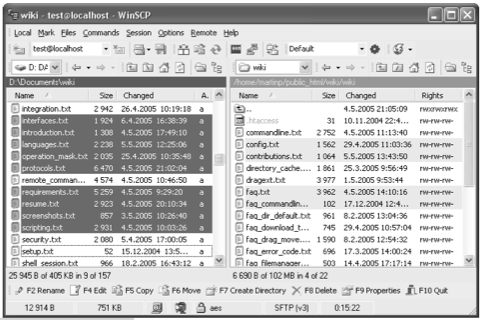 wiki - test@localhost - WinSCP
Local Mark Files Commands Session Options Remote Help
test@localhost Default
D: DA wiki
D:\Documents\wiki /home/martinp/public_html/wiki/wiki
Name Size Changed A. Name Size Changed Rights
integration.txt 2 942 26.4.2005 10:19:18 a .. 4.5.2005 21:05:09 rwxrwxrwx
interfaces.txt 1 924 6.4.2005 16:38:39 a .htaccess 31 10.11.2004 22:4... rw-rw-rw-
introduction.txt 1 308 4.5.2005 17:49:10 a commandline.txt 2 752 4.5.2005 11:13:40 rw-rw-rw-
languages.txt 2 238 5.5.2005 12:25:06 a config.txt 1 562 29.4.2005 11:03:36 rw-rw-rw-
operation_mask.txt 2 035 25.4.2005 10:35:48 a contributions.txt 1 064 5.5.2005 13:43:50 rw-rw-rw-
protocols.txt 6 470 4.5.2005 21:02:04 a directory_cache.... 1 861 25.3.2005 9:56:49 rw-rw-rw-
remote_comman... 4 574 4.5.2005 10:46:50 a dragext.txt 3 977 1.5.2005 9:53:44 rw-rw-rw-
requirements.txt 5 259 4.5.2005 9:29:20 a faq.txt 3 962 4.5.2005 14:10:16 rw-rw-rw-
resume.txt 2 923 4.5.2005 20:10:34 a faq_commandlin... 102 17.12.2004 12:4... rw-rw-rw-
screenshots.txt 857 3.5.2005 10:26:40 a faq_dir_default.txt 961 8.2.2005 13:04:36 rw-rw-rw-
scripting.txt 2 931 4.5.2005 10:03:26 a faq_download_t... 745 29.4.2005 10:57:04 rw-rw-rw-
security.txt 2 080 5.4.2005 17:00:05 a faq_drag_move.... 1 590 8.2.2005 12:54:32 rw-rw-rw-
setup.txt 52 15.12.2004 13:5... a faq_error_code.txt 696 17.3.2005 14:00:24 rw-rw-rw-
shell_session.txt 966 18.2.2005 16:43:12 a faq_filemanager... 503 14.4.2005 17:17:14 rw-rw-rw-
25 945 B of 405 KB in 9 of 157 6 690 B of 102 MB in 4 of 22
F2 Rename F4 Edit F5 Copy F6 Move F7 Create Directory F8 Delete F9 Properties F10 Quit
12 914 B 751 KB aes SFTP (v3) 0:15:22